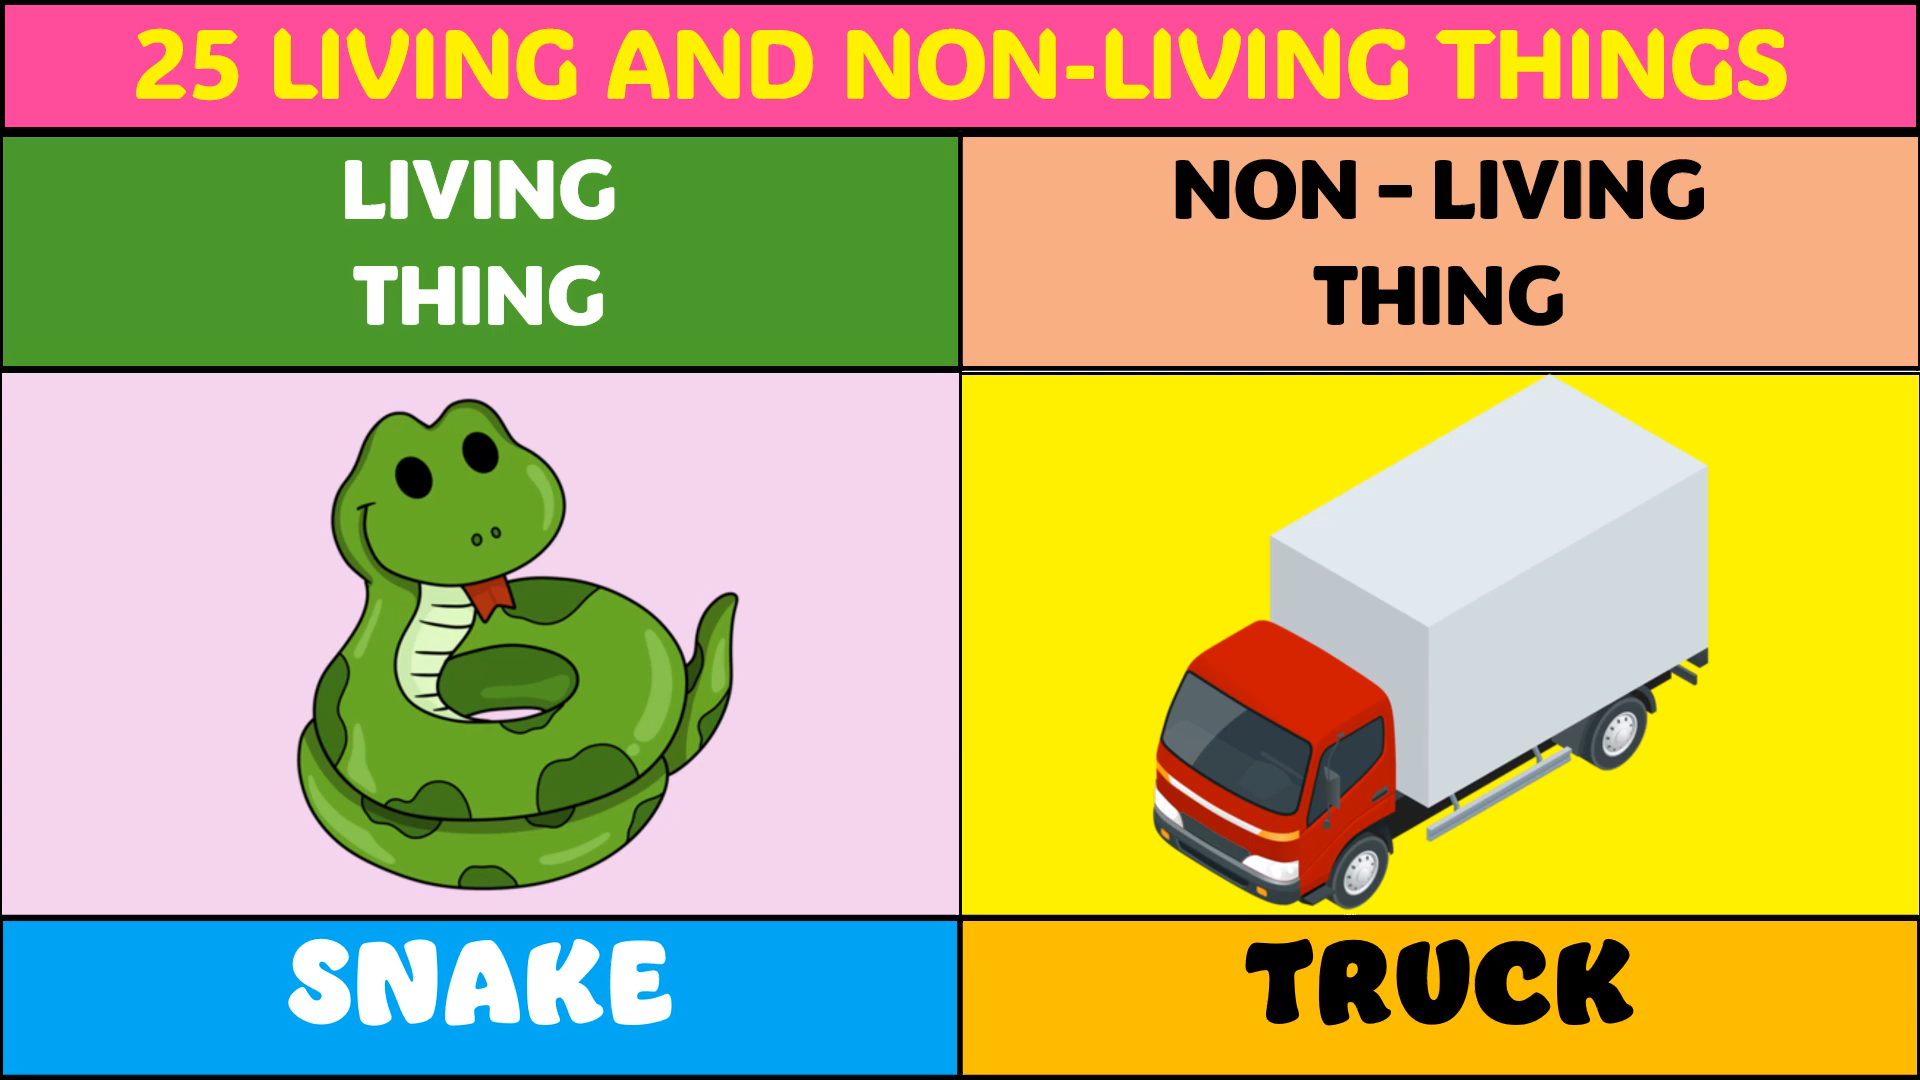 25 LIVING AND NON-LIVING THINGS
LIVING
THING
NON - LIVING
THING
SNAKE
TRUCK